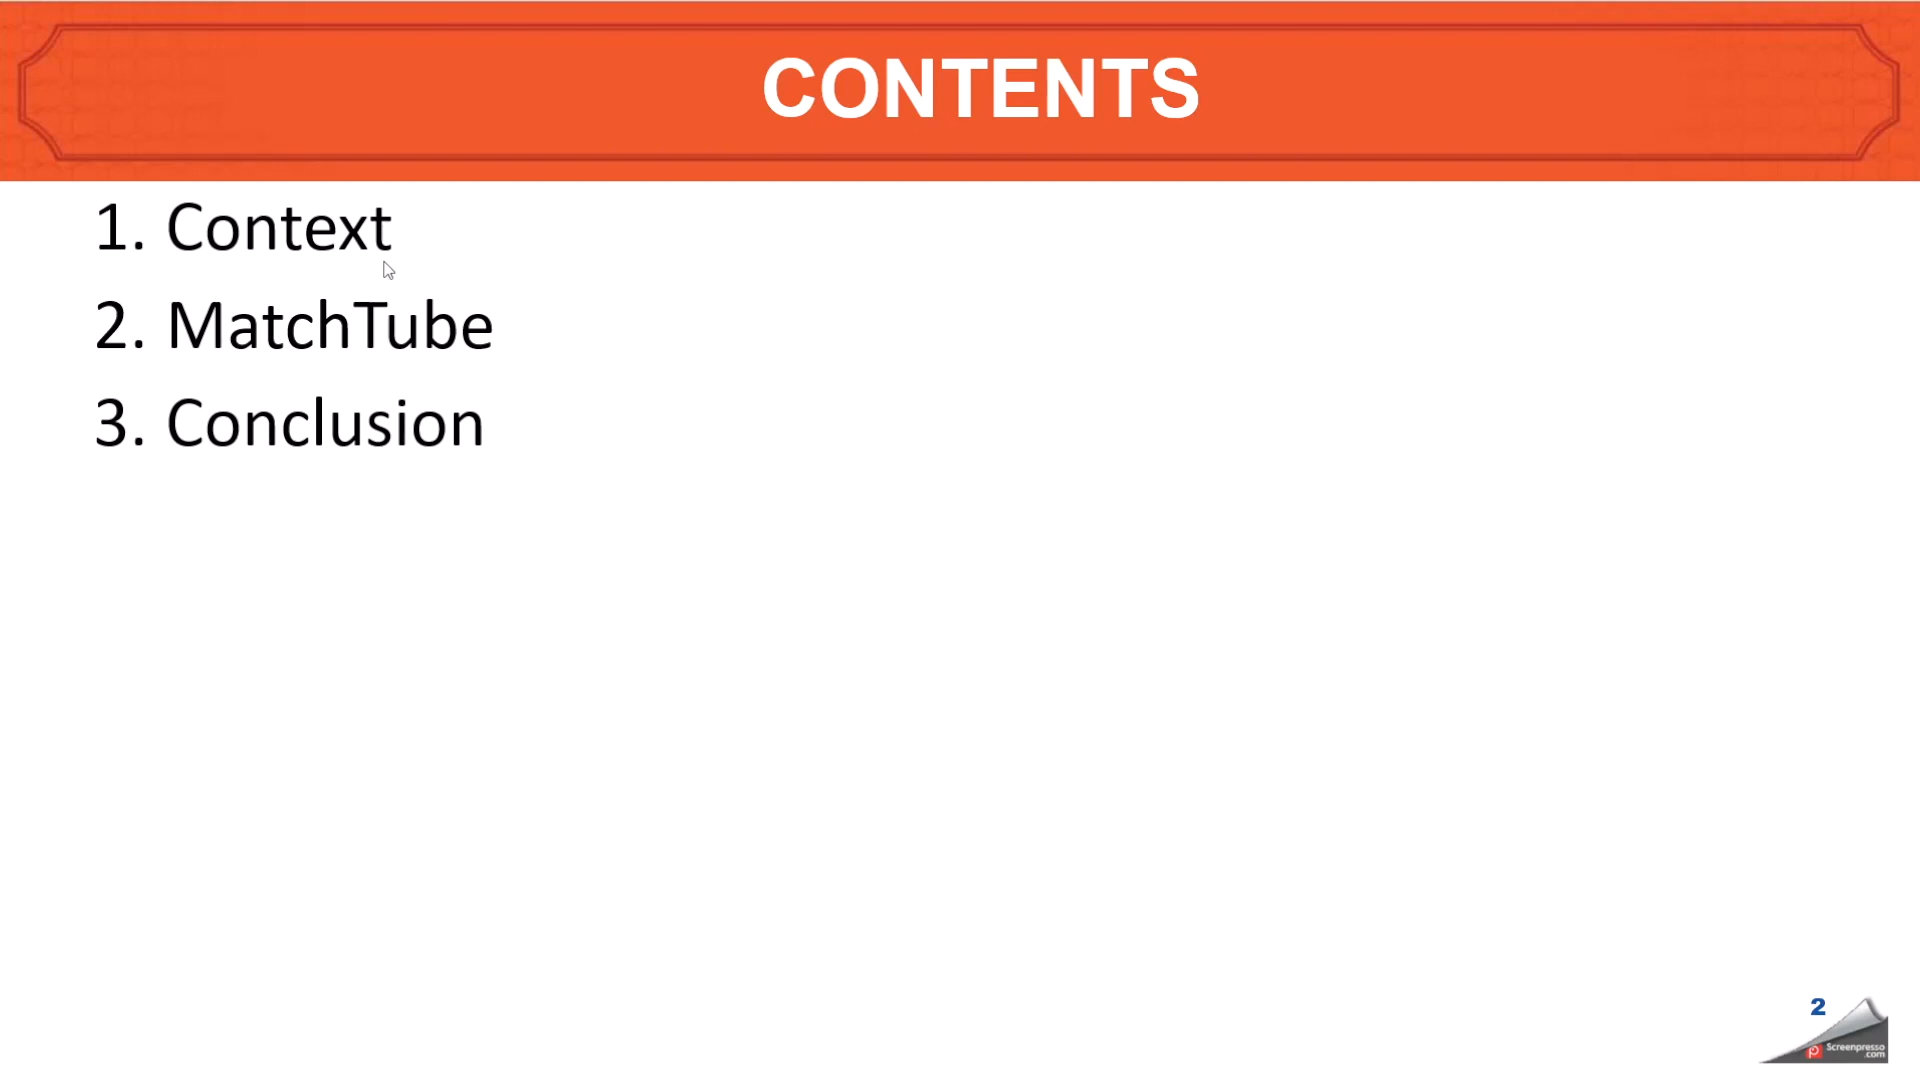 CONTENTS
1. Context
2. MatchTube
3. Conclusion
2
Screenpresso
.com